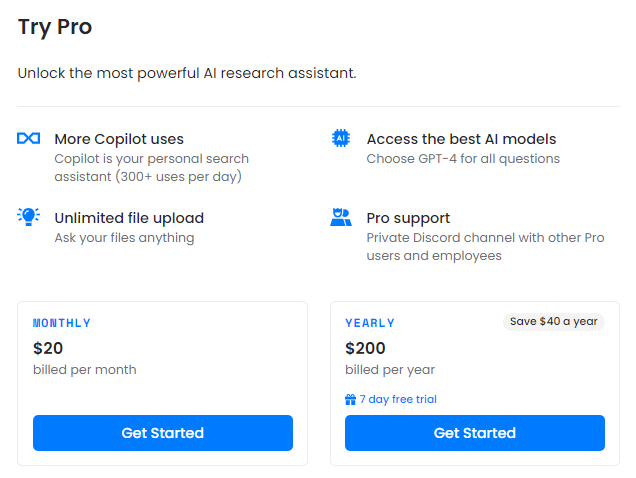 Try Pro
Unlock the most powerful AI research assistant.
More Copilot uses
Copilot is your personal search
assistant (300+ uses per day)
AI
Access the best AI models
Choose GPT-4 for all questions
Unlimited file upload
Ask your files anything
Pro support
Private Discord channel with other Pro
users and employees
MONTHLY
$20
billed per month
Get Started
YEARLY
Save $40 a year
$200
billed per year
7 day free trial
Get Started